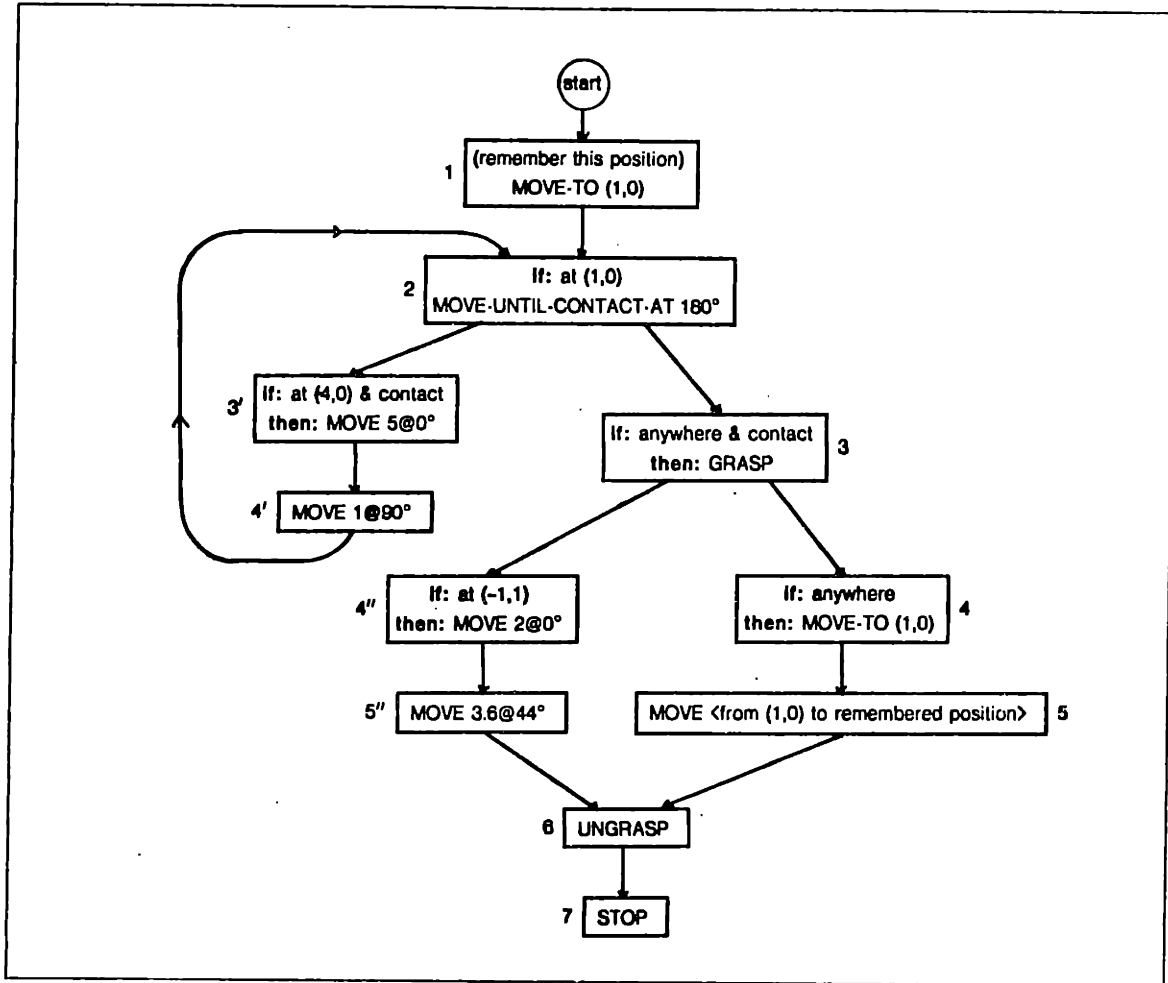 start
1
(remember this position)
MOVE-TO (1,0)
2
If: at (1,0)
MOVE-UNTIL-CONTACT-AT 180°
3'
If: at (-4,0) & contact
then: MOVE 5@0°
If: anywhere & contact
then: GRASP
3
4'
MOVE 1@90°
4''
If: at (-1,1)
then: MOVE 2@0°
If: anywhere
then: MOVE-TO (1,0)
4
5''
MOVE 3.6@44°
MOVE <from (1,0) to remembered position>
5
6
UNGRASP
7
STOP